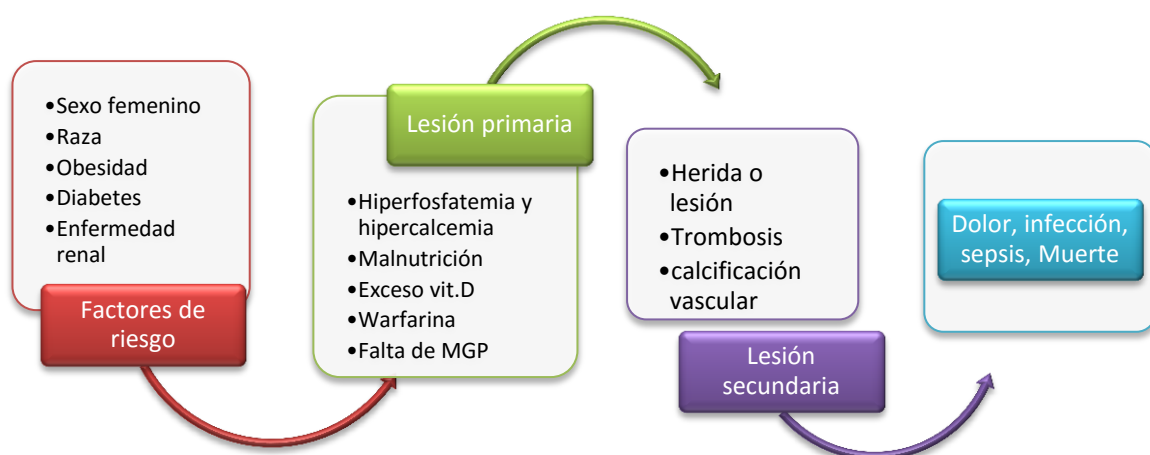 •Sexo femenino
•Raza
•Obesidad
•Diabetes
•Enfermedad
renal
Factores de
riesgo
Lesión primaria
•Hiperfosfatemia y
hipercalcemia
•Malnutrición
•Exceso vit.D
•Warfarina
•Falta de MGP
•Herida o
lesión
•Trombosis
•calcificación
vascular
Lesión
secundaria
Dolor, infección,
sepsis, Muerte